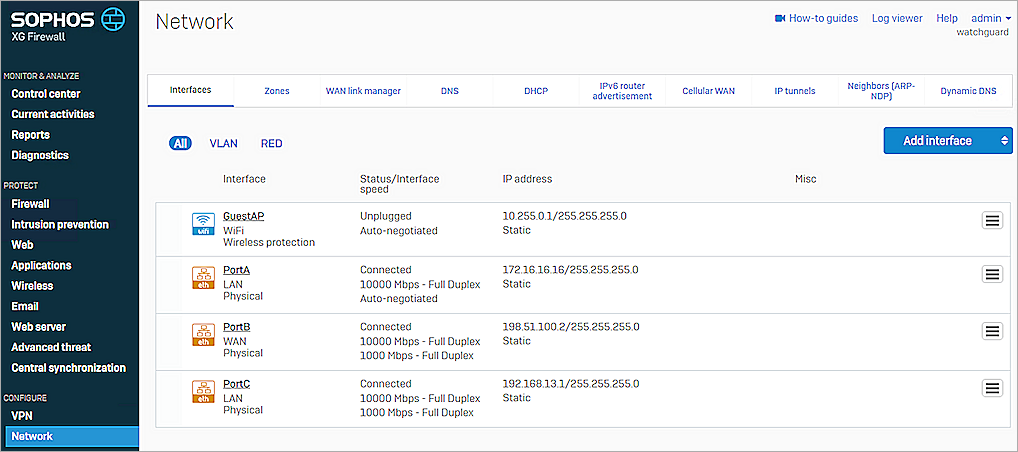 SOPHOS
XG Firewall
MONITOR & ANALYZE
Control center
Current activities
Reports
Diagnostics
PROTECT
Firewall
Intrusion prevention
Web
Applications
Wireless
Email
Web server
Advanced threat
Central synchronization
CONFIGURE
VPN
Network
Network
How-to guides Log viewer Help admin
watchguard
Interfaces Zones WAN link manager DNS DHCP IPv6 router advertisement Cellular WAN IP tunnels Neighbors (ARP-NDP) Dynamic DNS
All VLAN RED
Add interface
Interface Status/Interface speed IP address Misc
wifi
GuestAP Unplugged 10.255.0.1/255.255.255.0
WiFi Auto-negotiated Static
Wireless protection
eth
PortA Connected 172.16.16.16/255.255.255.0
LAN 10000 Mbps - Full Duplex Static
Physical Auto-negotiated
eth
PortB Connected 198.51.100.2/255.255.255.0
WAN 10000 Mbps - Full Duplex Static
Physical 1000 Mbps - Full Duplex
eth
PortC Connected 192.168.13.1/255.255.255.0
LAN 10000 Mbps - Full Duplex Static
Physical 1000 Mbps - Full Duplex